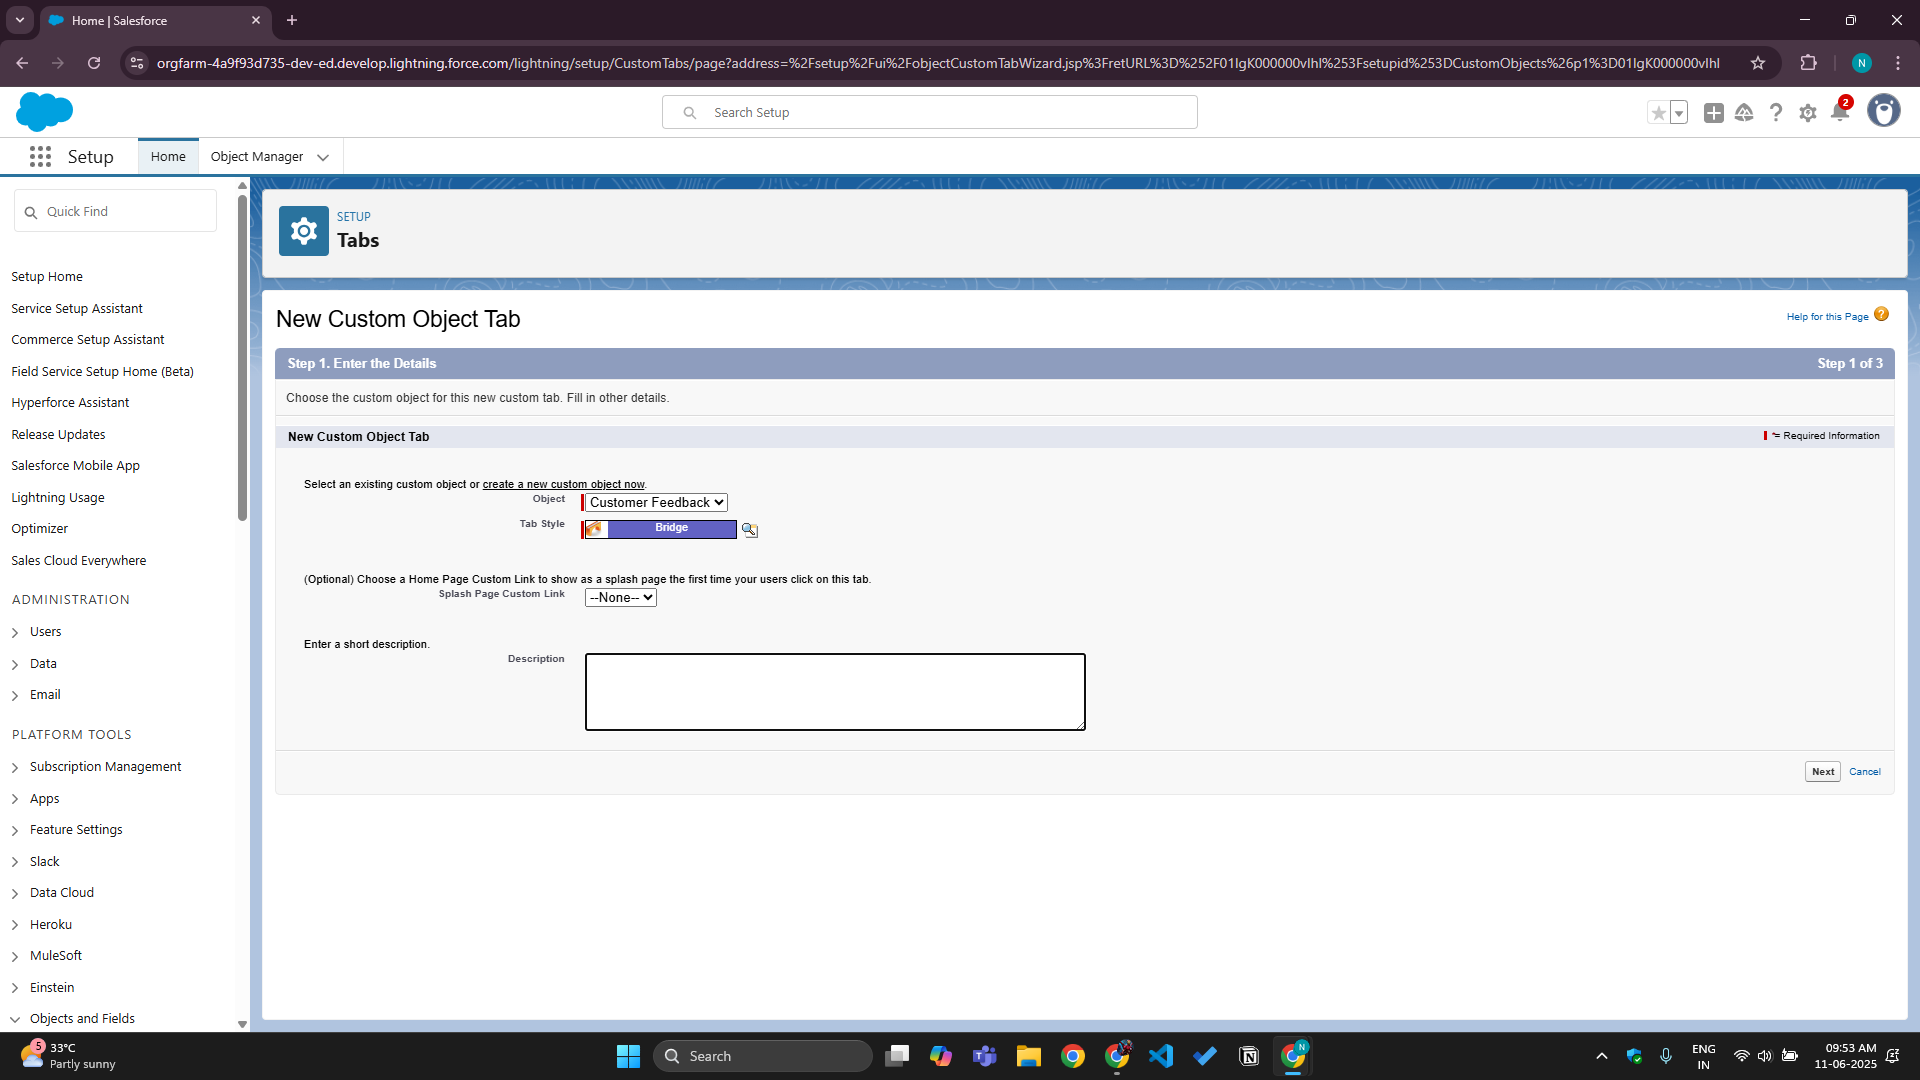 Home | Salesforce
orgfarm-4a9f93d735-dev-ed.develop.lightning.force.com/lightning/setup/CustomTabs/page?address=%2Fsetup%2Fui%2FobjectCustomTabWizard.jsp%3FretURL%3D%252F01IgK000000vIhI%253Fsetupid%253DCustomObjects%26p1%3D01IgK000000vIhI
N
Search Setup
2
Setup
Home
Object Manager
Quick Find
Setup Home
Service Setup Assistant
Commerce Setup Assistant
Field Service Setup Home (Beta)
Hyperforce Assistant
Release Updates
Salesforce Mobile App
Lightning Usage
Optimizer
Sales Cloud Everywhere
ADMINISTRATION
Users
Data
Email
PLATFORM TOOLS
Subscription Management
Apps
Feature Settings
Slack
Data Cloud
Heroku
MuleSoft
Einstein
Objects and Fields
SETUP
Tabs
New Custom Object Tab
Help for this Page ?
Step 1. Enter the Details
Step 1 of 3
Choose the custom object for this new custom tab. Fill in other details.
New Custom Object Tab
*= Required Information
Select an existing custom object or create a new custom object now.
Object
Customer Feedback
Tab Style
Bridge
(Optional) Choose a Home Page Custom Link to show as a splash page the first time your users click on this tab.
Splash Page Custom Link
--None--
Enter a short description.
Description
Next
Cancel
5
33°C
Partly sunny
Search
N
ENG
IN
09:53 AM
11-06-2025